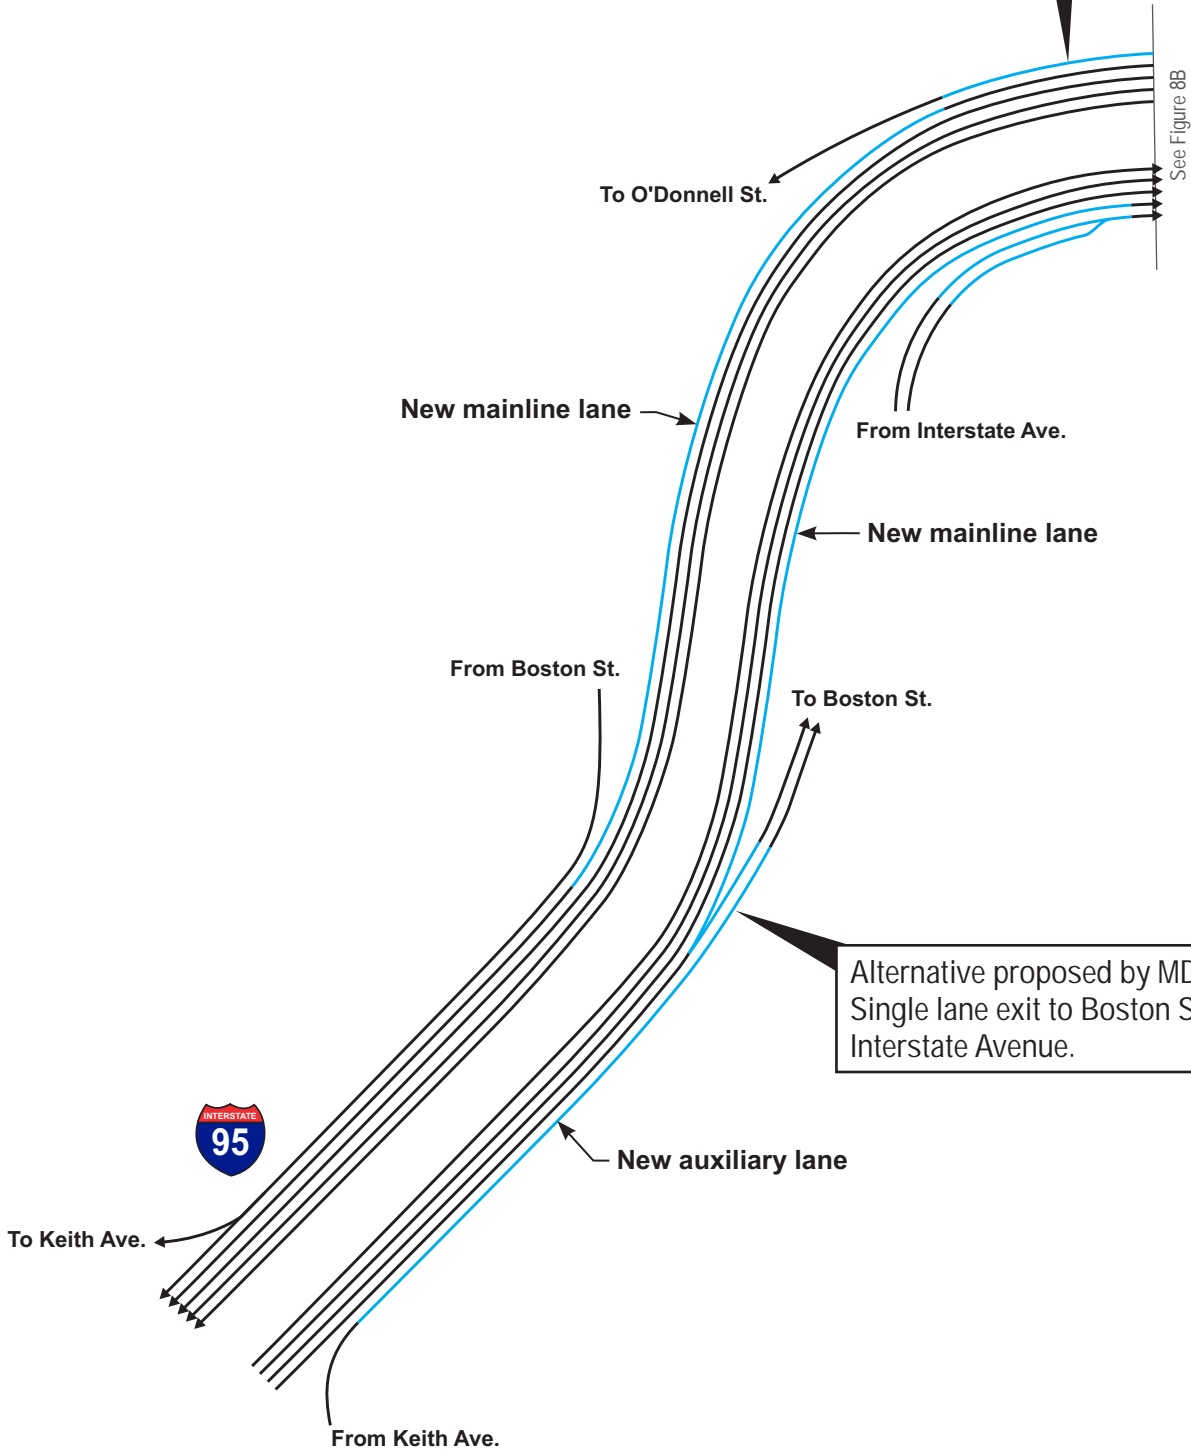 See Figure 8B
To O'Donnell St.
New mainline lane
From Interstate Ave.
New mainline lane
From Boston St.
To Boston St.
Alternative proposed by
Single lane exit to Boston
Interstate Avenue.
INTERSTATE
95
New auxiliary lane
To Keith Ave.
From Keith Ave.